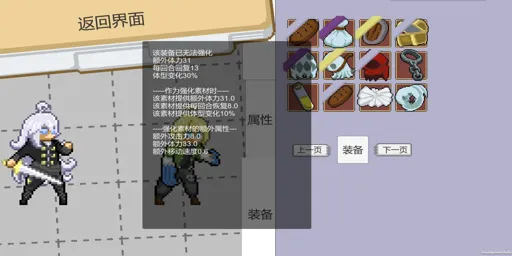 返回界面
该装备已无法强化
额外体力31
每回合回复13
体型变化30%
-----作为强化素材时-----
该素材提供额外体力31.0
该素材提供每回合恢复8.0
该素材提供体型变化10%
---强化素材的额外属性---
额外攻击力8.0
额外体力83.0
额外移动速度0.6
属性
装备
上一页
装备
下一页